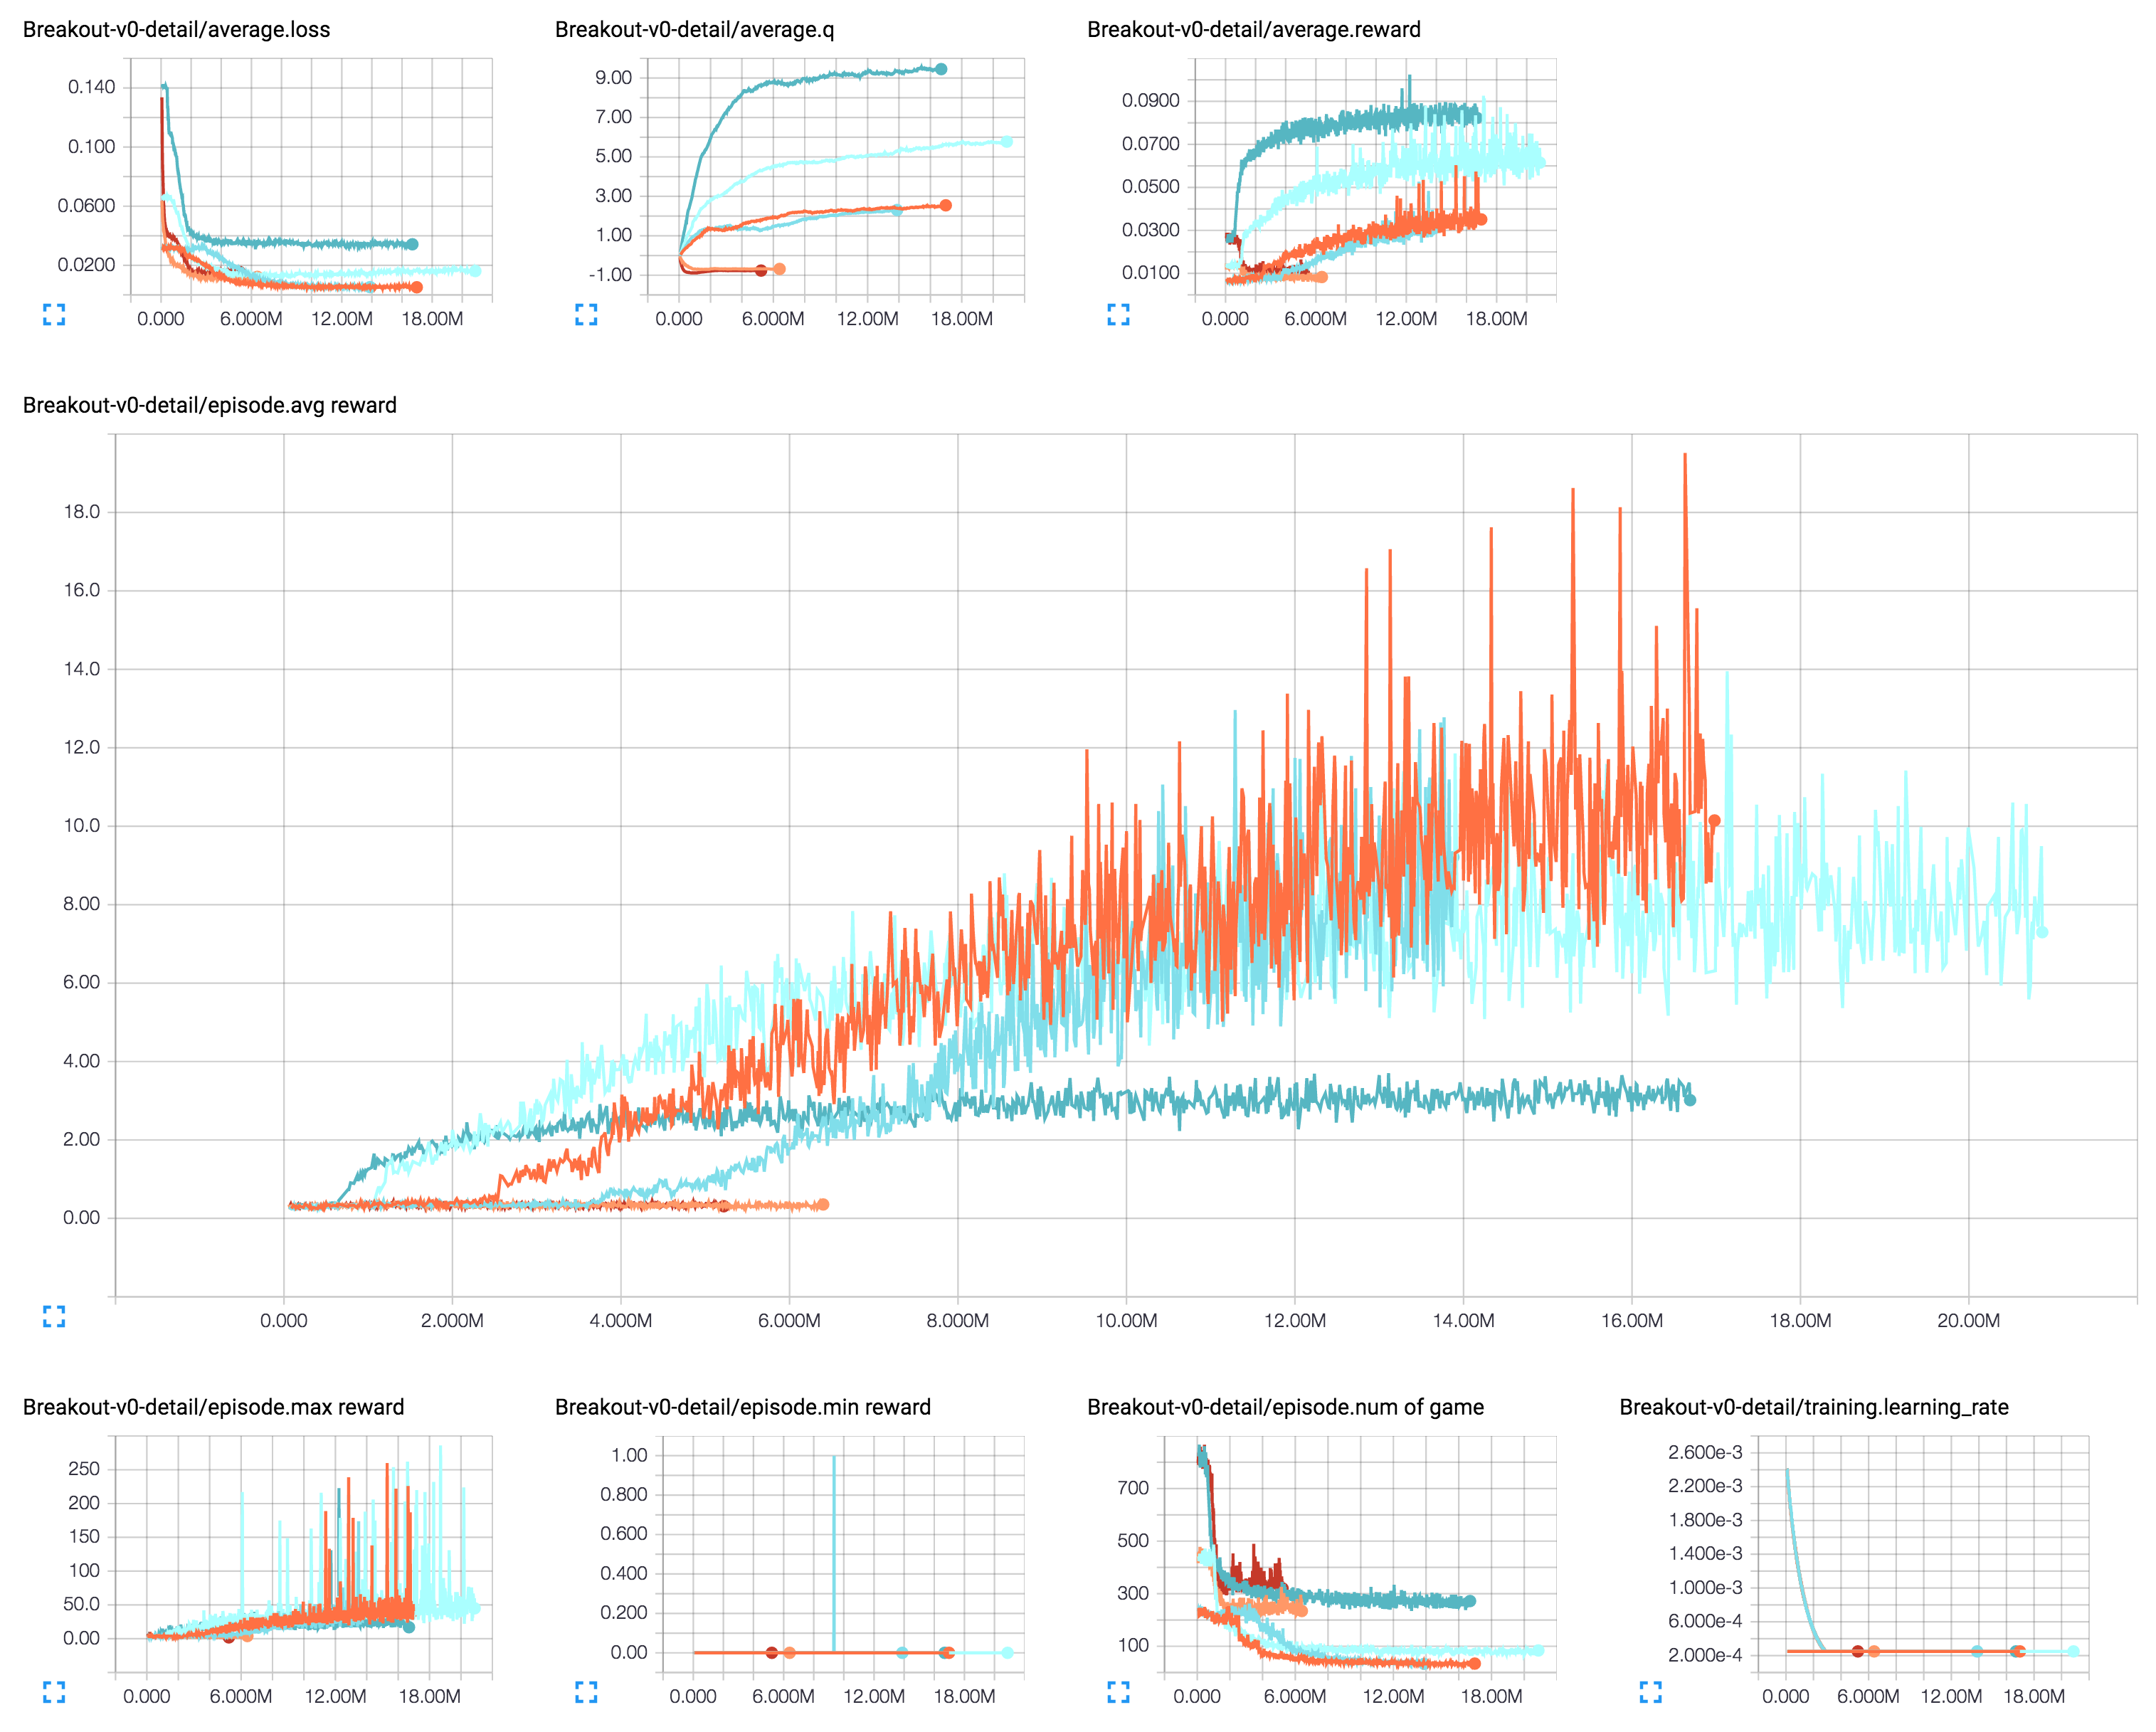 Breakout-v0-detail/average.loss
0.140
0.100
0.0600
0.0200
0.000 6.000M 12.00M 18.00M
Breakout-v0-detail/average.q
9.00
7.00
5.00
3.00
1.00
-1.00
0.000 6.000M 12.00M 18.00M
Breakout-v0-detail/average.reward
0.0900
0.0700
0.0500
0.0300
0.0100
0.000 6.000M 12.00M 18.00M
Breakout-v0-detail/episode.avg reward
18.0
16.0
14.0
12.0
10.0
8.00
6.00
4.00
2.00
0.00
0.000 2.000M 4.000M 6.000M 8.000M 10.00M 12.00M 14.00M 16.00M 18.00M 20.00M
Breakout-v0-detail/episode.max reward
250
200
150
100
50.0
0.00
0.000 6.000M 12.00M 18.00M
Breakout-v0-detail/episode.min reward
1.00
0.800
0.600
0.400
0.200
0.00
0.000 6.000M 12.00M 18.00M
Breakout-v0-detail/episode.num of game
700
500
300
100
0.000 6.000M 12.00M 18.00M
Breakout-v0-detail/training.learning_rate
2.600e-3
2.200e-3
1.800e-3
1.400e-3
1.000e-3
6.000e-4
2.000e-4
0.000 6.000M 12.00M 18.00M